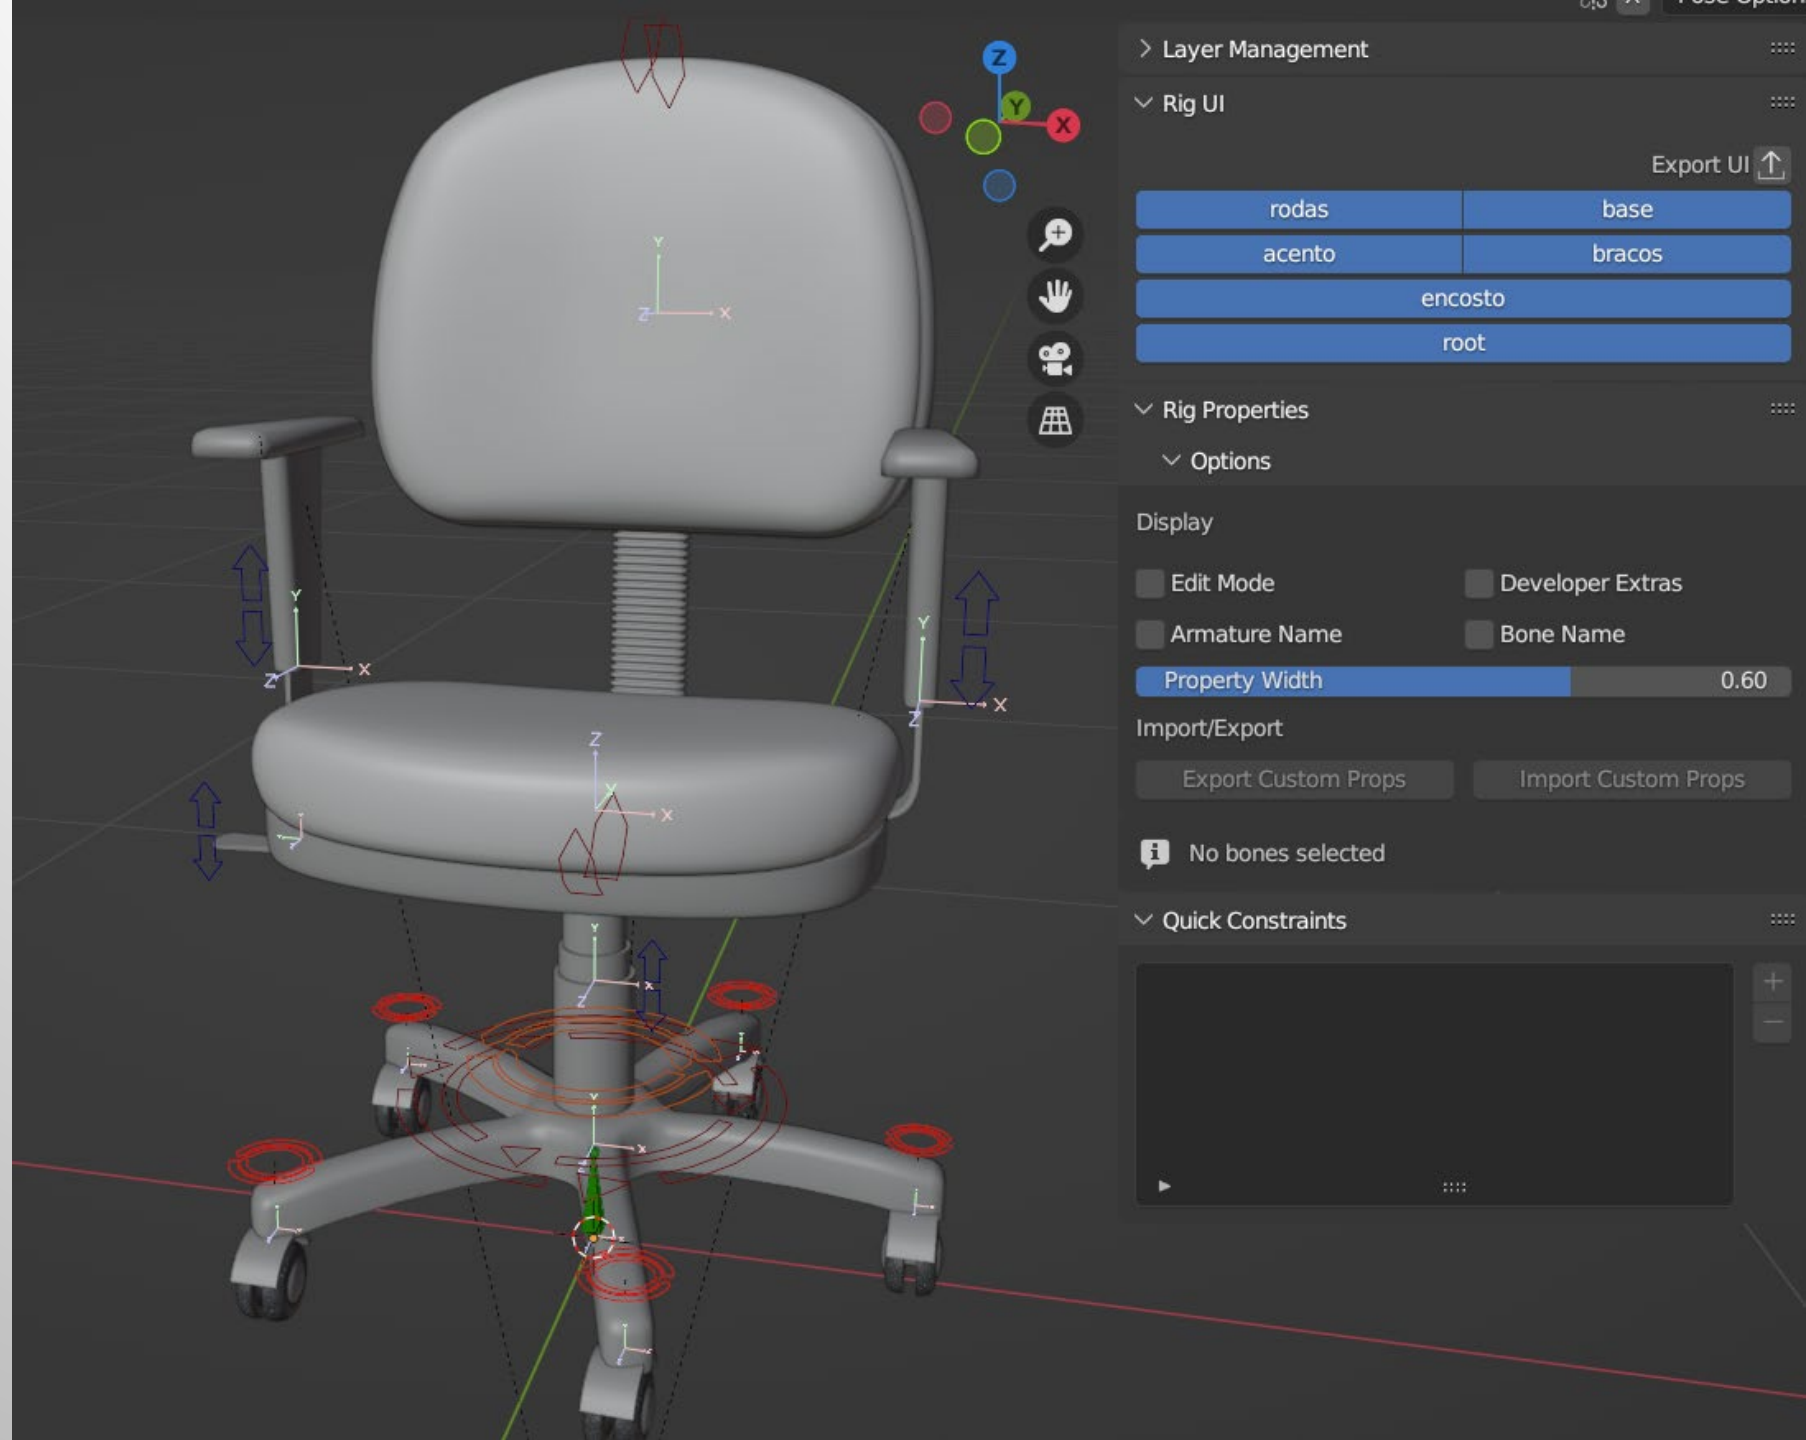 Layer Management
Rig UI
Export UI
rodas base
acento bracos
encosto
root
Rig Properties
Options
Display
Edit Mode Developer Extras
Armature Name Bone Name
Property Width 0.60
Import/Export
Export Custom Props Import Custom Props
No bones selected
Quick Constraints
Z
Y
X
Y
Z X
Y
X
Z
Y
X
Z
Z
X
Y
X
Z
Y
X